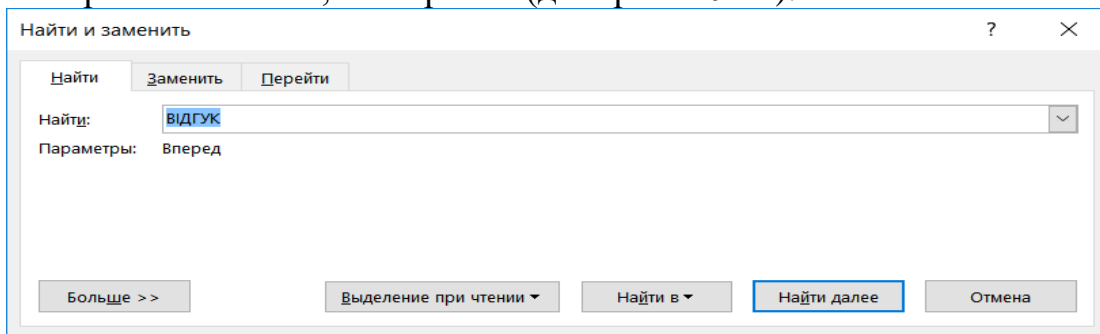 Найти и заменить ?
Найти Заменить Перейти
Найти: ВІДГУК
Параметры: Вперед
Больше >> Выделение при чтении Найти в Найти далее Отмена